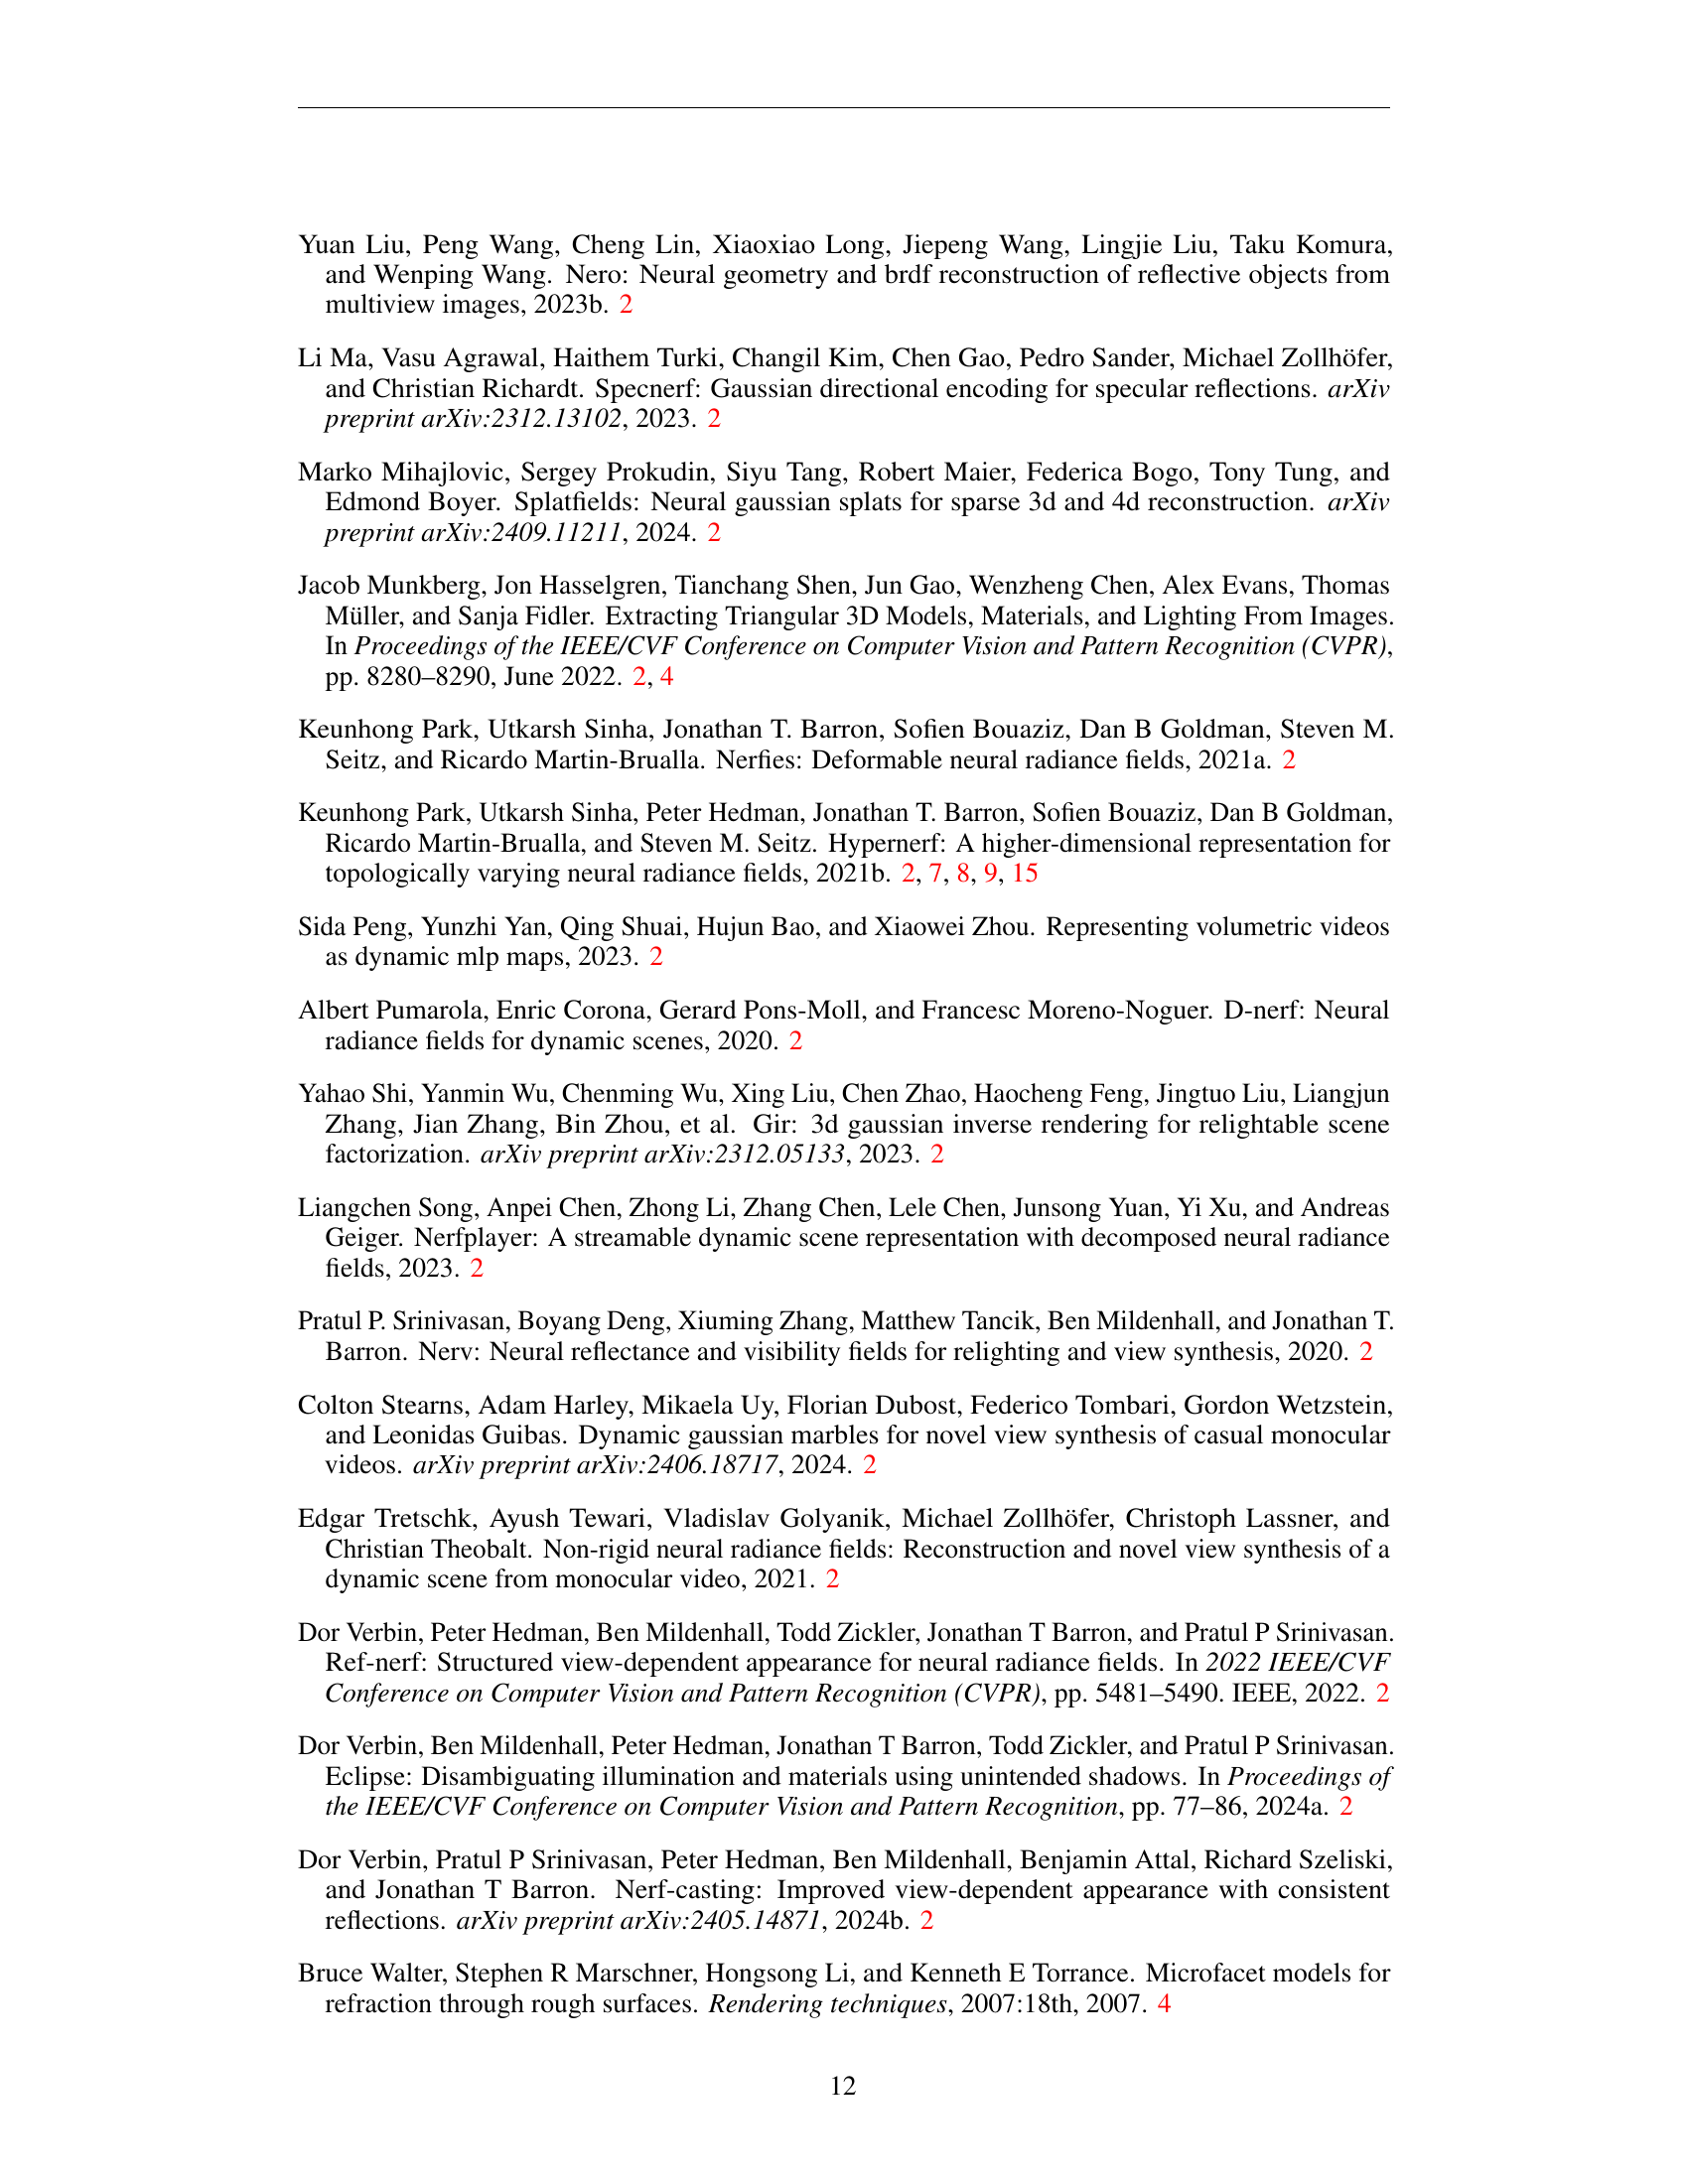 Yuan Liu, Peng Wang, Cheng Lin, Xiaoxiao Long, Jiepeng Wang, Lingjie Liu, Taku Komura,
and Wenping Wang. Nero: Neural geometry and brdf reconstruction of reflective objects from
multiview images, 2023b. 2
Li Ma, Vasu Agrawal, Haithem Turki, Changil Kim, Chen Gao, Pedro Sander, Michael Zollhöfer,
and Christian Richardt. Specnerf: Gaussian directional encoding for specular reflections. arXiv
preprint arXiv:2312.13102, 2023. 2
Marko Mihajlovic, Sergey Prokudin, Siyu Tang, Robert Maier, Federica Bogo, Tony Tung, and
Edmond Boyer. Splatfields: Neural gaussian splats for sparse 3d and 4d reconstruction. arXiv
preprint arXiv:2409.11211, 2024. 2
Jacob Munkberg, Jon Hasselgren, Tianchang Shen, Jun Gao, Wenzheng Chen, Alex Evans, Thomas
Müller, and Sanja Fidler. Extracting Triangular 3D Models, Materials, and Lighting From Images.
In Proceedings of the IEEE/CVF Conference on Computer Vision and Pattern Recognition (CVPR),
pp. 8280–8290, June 2022. 2, 4
Keunhong Park, Utkarsh Sinha, Jonathan T. Barron, Sofien Bouaziz, Dan B Goldman, Steven M.
Seitz, and Ricardo Martin-Brualla. Nerfies: Deformable neural radiance fields, 2021a. 2
Keunhong Park, Utkarsh Sinha, Peter Hedman, Jonathan T. Barron, Sofien Bouaziz, Dan B Goldman,
Ricardo Martin-Brualla, and Steven M. Seitz. Hypernerf: A higher-dimensional representation for
topologically varying neural radiance fields, 2021b. 2, 7, 8, 9, 15
Sida Peng, Yunzhi Yan, Qing Shuai, Hujun Bao, and Xiaowei Zhou. Representing volumetric videos
as dynamic mlp maps, 2023. 2
Albert Pumarola, Enric Corona, Gerard Pons-Moll, and Francesc Moreno-Noguer. D-nerf: Neural
radiance fields for dynamic scenes, 2020. 2
Yahao Shi, Yanmin Wu, Chenming Wu, Xing Liu, Chen Zhao, Haocheng Feng, Jingtuo Liu, Liangjun
Zhang, Jian Zhang, Bin Zhou, et al. Gir: 3d gaussian inverse rendering for relightable scene
factorization. arXiv preprint arXiv:2312.05133, 2023. 2
Liangchen Song, Anpei Chen, Zhong Li, Zhang Chen, Lele Chen, Junsong Yuan, Yi Xu, and Andreas
Geiger. Nerfplayer: A streamable dynamic scene representation with decomposed neural radiance
fields, 2023. 2
Pratul P. Srinivasan, Boyang Deng, Xiuming Zhang, Matthew Tancik, Ben Mildenhall, and Jonathan T.
Barron. Nerv: Neural reflectance and visibility fields for relighting and view synthesis, 2020. 2
Colton Stearns, Adam Harley, Mikaela Uy, Florian Dubost, Federico Tombari, Gordon Wetzstein,
and Leonidas Guibas. Dynamic gaussian marbles for novel view synthesis of casual monocular
videos. arXiv preprint arXiv:2406.18717, 2024. 2
Edgar Tretschk, Ayush Tewari, Vladislav Golyanik, Michael Zollhöfer, Christoph Lassner, and
Christian Theobalt. Non-rigid neural radiance fields: Reconstruction and novel view synthesis of a
dynamic scene from monocular video, 2021. 2
Dor Verbin, Peter Hedman, Ben Mildenhall, Todd Zickler, Jonathan T Barron, and Pratul P Srinivasan.
Ref-nerf: Structured view-dependent appearance for neural radiance fields. In 2022 IEEE/CVF
Conference on Computer Vision and Pattern Recognition (CVPR), pp. 5481–5490. IEEE, 2022. 2
Dor Verbin, Ben Mildenhall, Peter Hedman, Jonathan T Barron, Todd Zickler, and Pratul P Srinivasan.
Eclipse: Disambiguating illumination and materials using unintended shadows. In Proceedings of
the IEEE/CVF Conference on Computer Vision and Pattern Recognition, pp. 77–86, 2024a. 2
Dor Verbin, Pratul P Srinivasan, Peter Hedman, Ben Mildenhall, Benjamin Attal, Richard Szeliski,
and Jonathan T Barron. Nerf-casting: Improved view-dependent appearance with consistent
reflections. arXiv preprint arXiv:2405.14871, 2024b. 2
Bruce Walter, Stephen R Marschner, Hongsong Li, and Kenneth E Torrance. Microfacet models for
refraction through rough surfaces. Rendering techniques, 2007:18th, 2007. 4
12